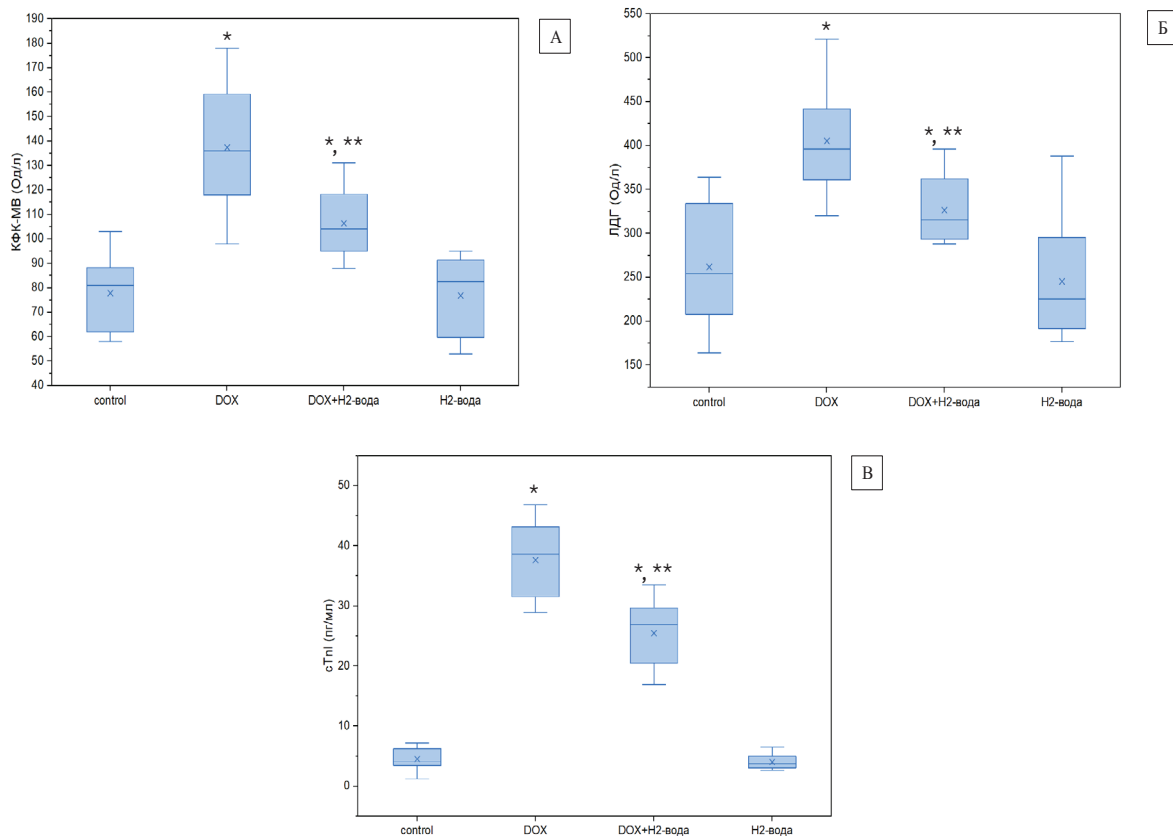 А
КФК-МВ (Од/л)
190
180
170
160
150
140
130
120
110
100
90
80
70
60
50
40
*
*, **
control
DOX
DOX+H2-вода
H2-вода
Б
ЛДГ (Од/л)
550
500
450
400
350
300
250
200
150
*
*, **
control
DOX
DOX+H2-вода
H2-вода
В
cTnI (пг/мл)
50
40
30
20
10
0
*
*, **
control
DOX
DOX+H2-вода
H2-вода